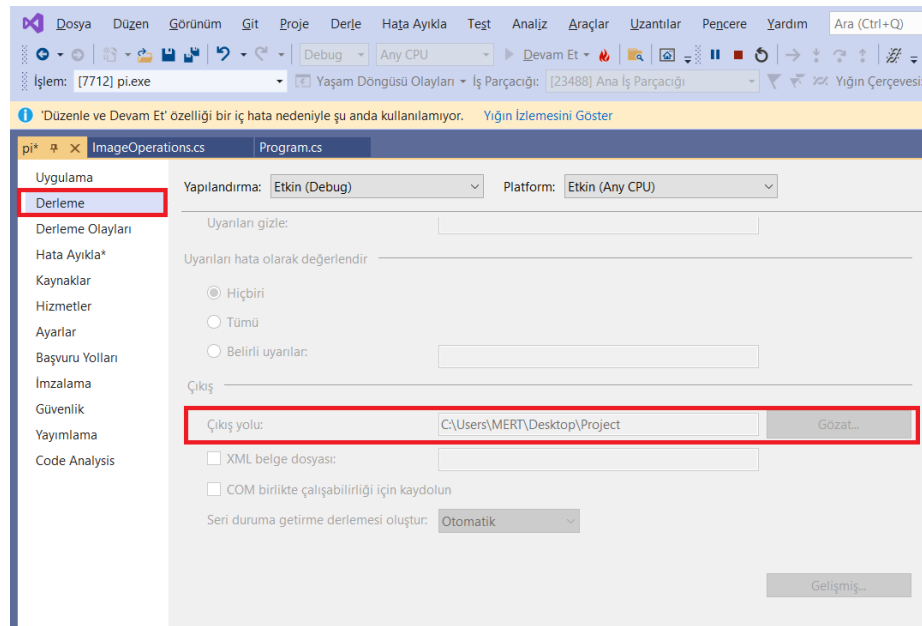 Dosya Düzen Görünüm Git Proje Derle Hata Ayıkla Test Analiz Araçlar Uzantılar Pencere Yardım Ara (Ctrl+Q)
Debug Any CPU Devam Et
İşlem: [7712] pi.exe Yaşam Döngüsü Olayları İş Parçacığı: [23488] Ana İş Parçacığı Yığın Çerçevesi:
'Düzenle ve Devam Et' özelliği bir iç hata nedeniyle şu anda kullanılamıyor. Yığın İzlemesini Göster
pi* ImageOperations.cs Program.cs
Uygulama
Derleme
Derleme Olayları
Hata Ayıkla*
Kaynaklar
Hizmetler
Ayarlar
Başvuru Yolları
İmzalama
Güvenlik
Yayımlama
Code Analysis
Yapılandırma: Etkin (Debug) Platform: Etkin (Any CPU)
Uyarıları gizle:
Uyarıları hata olarak değerlendir
Hiçbiri
Tümü
Belirli uyarılar:
Çıkış
Çıkış yolu: C:\Users\MERT\Desktop\Project Gözat...
XML belge dosyası:
COM birlikte çalışabilirliği için kaydolun
Seri duruma getirme derlemesi oluştur: Otomatik
Gelişmiş...